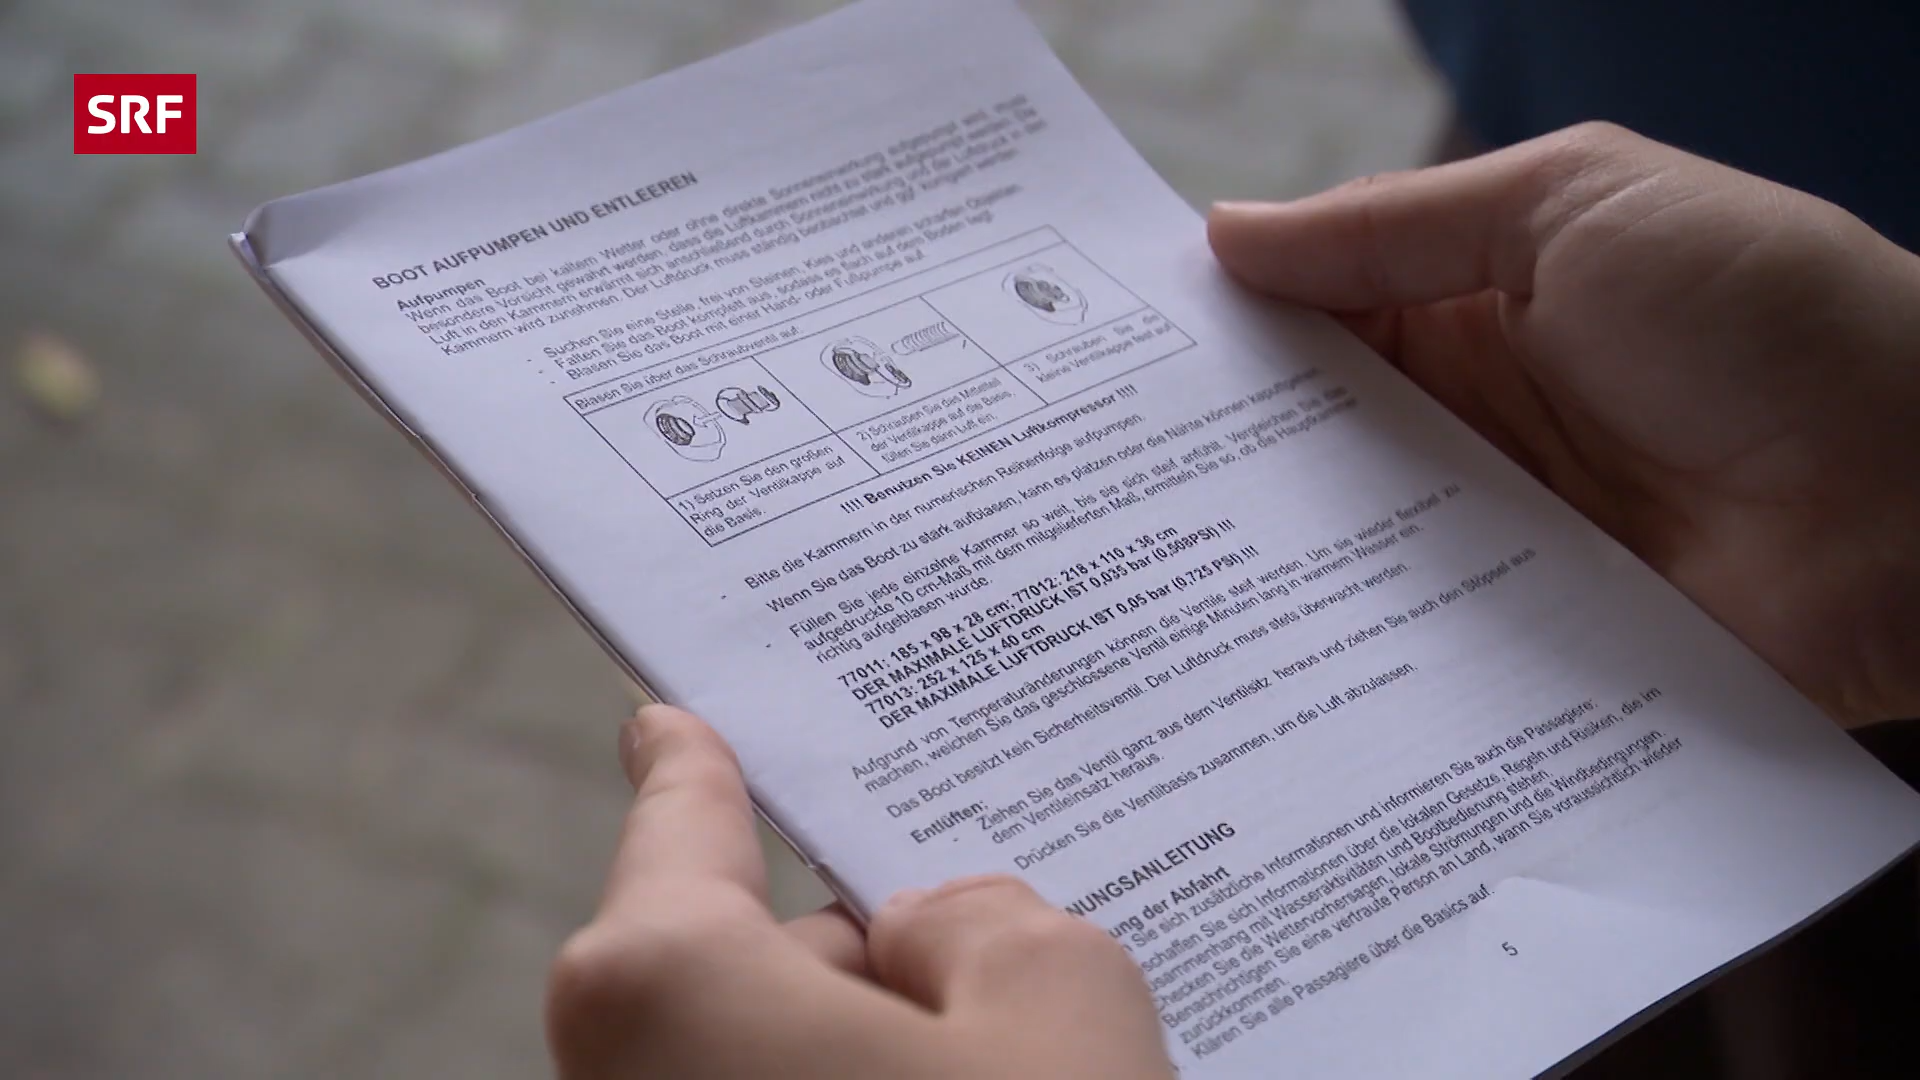 SRF
BOOT AUFPUMPEN UND ENTLEEREN
Aufpumpen
Wenn das Boot bei kaltem Wetter oder ohne direkte Sonneneinwirkung aufgepumpt wird, muss
besondere Vorsicht gewahrt werden, dass die Luftkammern nicht zu stark aufgepumpt werden. Die
Luft in den Kammern erwärmt sich anschließend durch Sonneneinwirkung und der Luftdruck in den
Kammern wird zunehmen. Der Luftdruck muss ständig beobachtet und ggf. korrigiert werden.
- Suchen Sie eine Stelle, frei von Steinen, Kies und anderen scharfen Objekten.
- Falten Sie das Boot komplett aus, sodass es flach auf dem Boden liegt.
- Blasen Sie das Boot mit einer Hand- oder Fußpumpe auf.
Blasen Sie über das Schraubventil auf:
1) Setzen Sie den großen
Ring der Ventilkappe auf
die Basis.
2) Schrauben Sie das Mittelteil
der Ventilkappe auf die Basis,
füllen Sie dann Luft ein.
3) Schrauben Sie die
kleine Ventilkappe fest auf
!!!! Benutzen Sie KEINEN Luftkompressor !!!!
- Bitte die Kammern in der numerischen Reihenfolge aufpumpen.
Wenn Sie das Boot zu stark aufblasen, kann es platzen oder die Nähte können kaputtgehen.
- Füllen Sie jede einzelne Kammer so weit, bis sie sich steif anfühlt. Vergleichen Sie das
aufgedruckte 10 cm-Maß mit dem mitgelieferten Maß, ermitteln Sie so, ob die Hauptkammer
richtig aufgeblasen wurde.
77011: 185 x 98 x 28 cm; 77012: 218 x 110 x 36 cm
DER MAXIMALE LUFTDRUCK IST 0,035 bar (0,508PSI) !!!
77013: 252 x 125 x 40 cm
DER MAXIMALE LUFTDRUCK IST 0,05 bar (0,725 PSI) !!!
Aufgrund von Temperaturänderungen können die Ventile steif werden. Um sie wieder flexibel zu
machen, weichen Sie das geschlossene Ventil einige Minuten lang in warmem Wasser ein.
Das Boot besitzt kein Sicherheitsventil. Der Luftdruck muss stets überwacht werden.
Entlüften:
- Ziehen Sie das Ventil ganz aus dem Ventilsitz heraus und ziehen Sie auch den Stöpsel aus
dem Ventileinsatz heraus.
Drücken Sie die Ventilbasis zusammen, um die Luft abzulassen.
NUNGSANLEITUNG
ung der Abfahrt
Sie sich zusätzliche Informationen und informieren Sie auch die Passagiere:
schaffen Sie sich Informationen über die lokalen Gesetze, Regeln und Risiken, die im
usammenhang mit Wasseraktivitäten und Bootbedienung stehen.
hecken Sie die Wettervorhersagen, lokale Strömungen und die Windbedingungen.
Benachrichtigen Sie eine vertraute Person an Land, wann Sie voraussichtlich wieder
zurückkommen.
Klären Sie alle Passagiere über die Basics auf.
5